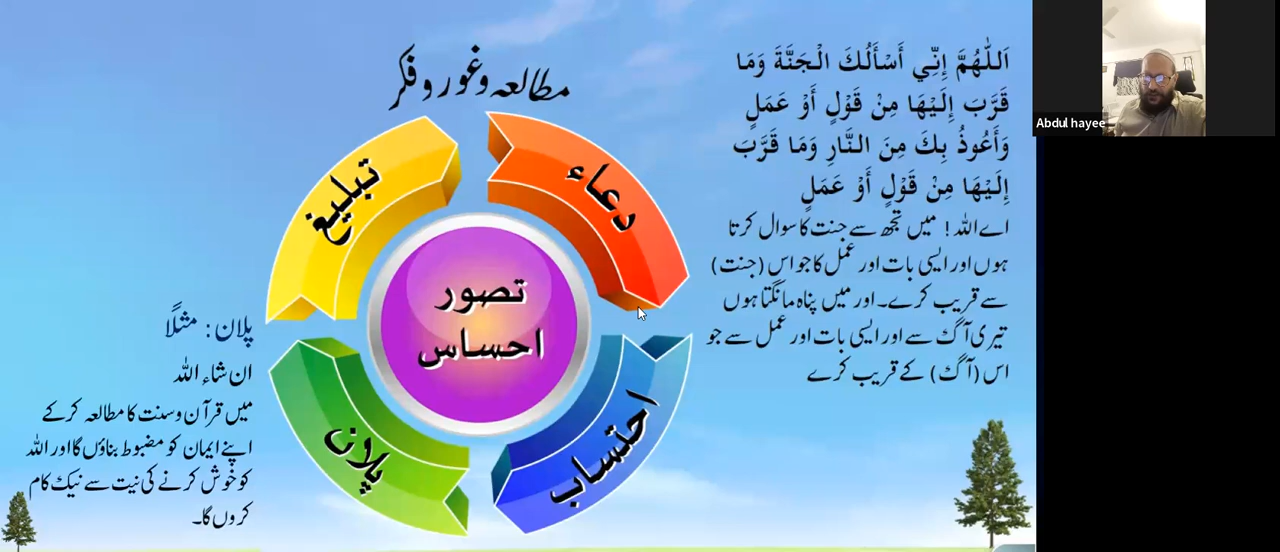 مطالعہ وغور وفکر
اَللّٰهُمَّ إِنِّي أَسْأَلُكَ الْجَنَّةَ وَمَا
قَرَّبَ إِلَيْهَا مِنْ قَوْلٍ أَوْ عَمَلٍ
وَأَعُوذُ بِكَ مِنَ النَّارِ وَمَا قَرَّبَ
إِلَيْهَا مِنْ قَوْلٍ أَوْ عَمَلٍ
اے اللہ! میں تجھ سے جنت کا سوال کرتا
ہوں اور ایسی بات اور عمل کا جو اس (جنت)
سے قریب کرے۔ اور میں پناہ مانگتا ہوں
تیری آگ سے اور ایسی بات اور عمل سے جو
اس (آگ) کے قریب کرے
دعاء
احتساب
پلان
تبلیغ
تصور
احساس
پلان: مثلًا
ان شاء اللہ
میں قرآن وسنت کا مطالعہ کر کے
اپنے ایمان کو مضبوط بناؤں گا اور اللہ
کو خوش کرنے کی نیت سے نیک کام
کروں گا۔
Abdul hayee